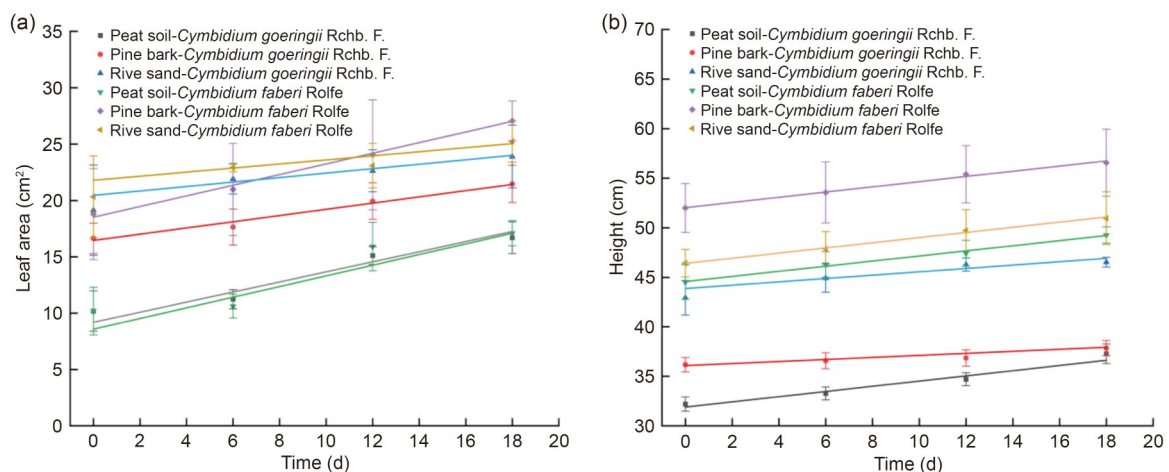 (a)
35
30
25
20
15
10
5
0
Leaf area (cm²)
Peat soil-Cymbidium goeringii Rchb. F.
Pine bark-Cymbidium goeringii Rchb. F.
Rive sand-Cymbidium goeringii Rchb. F.
Peat soil-Cymbidium faberi Rolfe
Pine bark-Cymbidium faberi Rolfe
Rive sand-Cymbidium faberi Rolfe
0 2 4 6 8 10 12 14 16 18 20
Time (d)
(b)
70
65
60
55
50
45
40
35
30
Height (cm)
Peat soil-Cymbidium goeringii Rchb. F.
Pine bark-Cymbidium goeringii Rchb. F.
Rive sand-Cymbidium goeringii Rchb. F.
Peat soil-Cymbidium faberi Rolfe
Pine bark-Cymbidium faberi Rolfe
Rive sand-Cymbidium faberi Rolfe
0 2 4 6 8 10 12 14 16 18 20
Time (d)